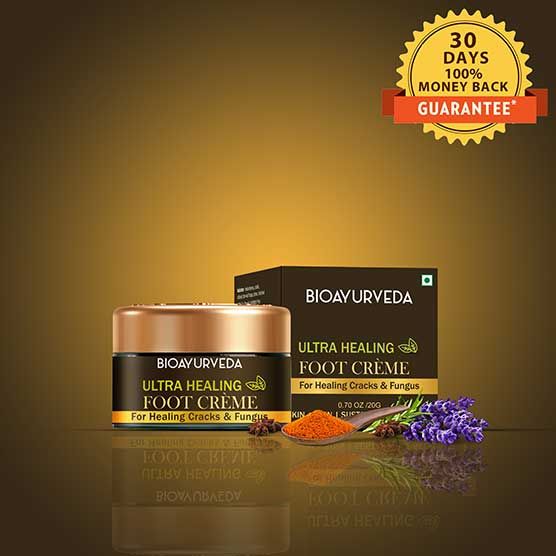 30
DAYS
100%
MONEY BACK
GUARANTEE*
BIOAYURVEDA
ULTRA HEALING
FOOT CRÈME
For Healing Cracks & Fungus
0.70 OZ/20G
BIOAYURVEDA
ULTRA HEALING
FOOT CRÈME
For Healing Cracks & Fungus